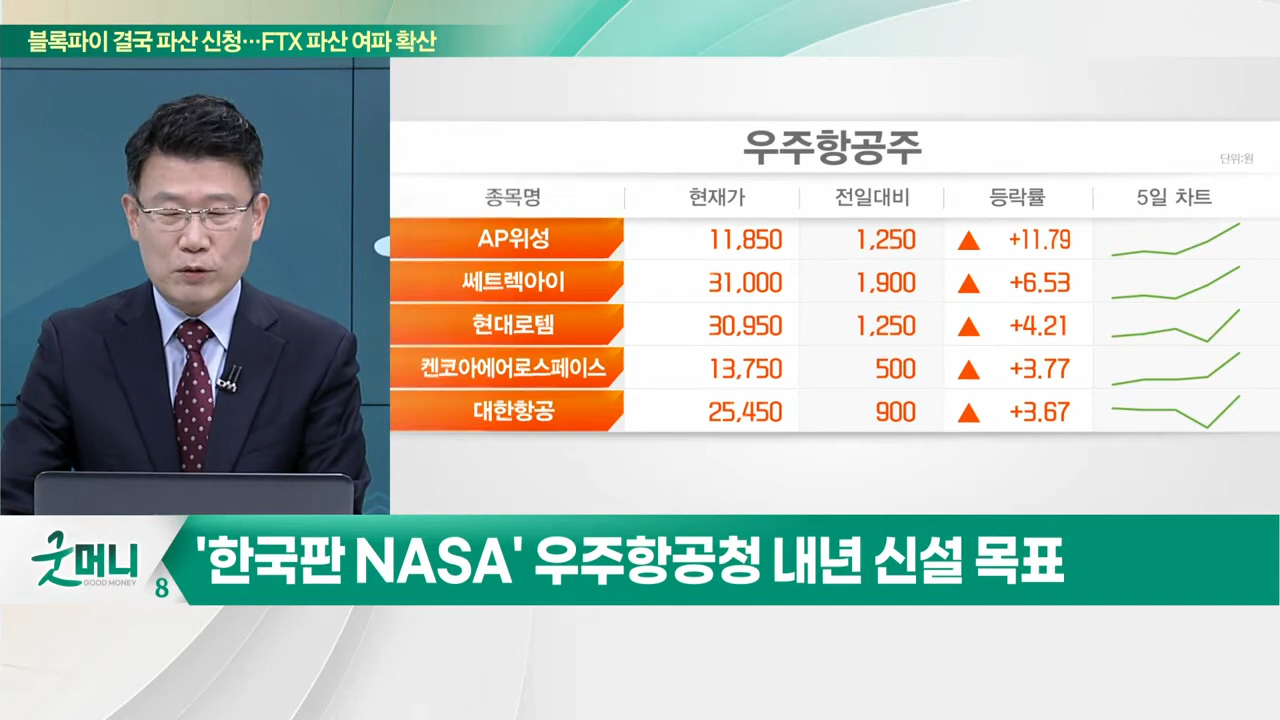 블록파이 결국 파산 신청…FTX 파산 여파 확산
우주항공주
단위:원
종목명 현재가 전일대비 등락률 5일 차트
AP위성 11,850 1,250 ▲ +11.79
쎄트렉아이 31,000 1,900 ▲ +6.53
현대로템 30,950 1,250 ▲ +4.21
켄코아에어로스페이스 13,750 500 ▲ +3.77
대한항공 25,450 900 ▲ +3.67
굿머니
GOOD MONEY
8
'한국판 NASA' 우주항공청 내년 신설 목표